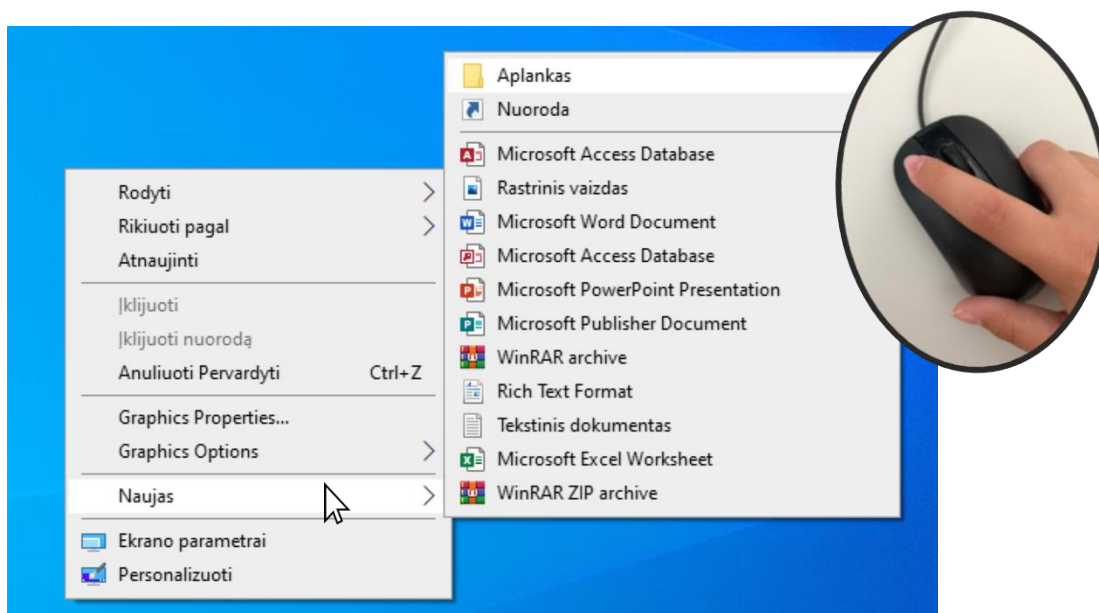 Rodyti
Rikiuoti pagal
Atnaujinti
Įklijuoti
Įklijuoti nuorodą
Anuliuoti Pervardyti Ctrl+Z
Graphics Properties...
Graphics Options
Naujas
Ekrano parametrai
Personalizuoti
Aplankas
Nuoroda
Microsoft Access Database
Rastrinis vaizdas
Microsoft Word Document
Microsoft Access Database
Microsoft PowerPoint Presentation
Microsoft Publisher Document
WinRAR archive
Rich Text Format
Tekstinis dokumentas
Microsoft Excel Worksheet
WinRAR ZIP archive